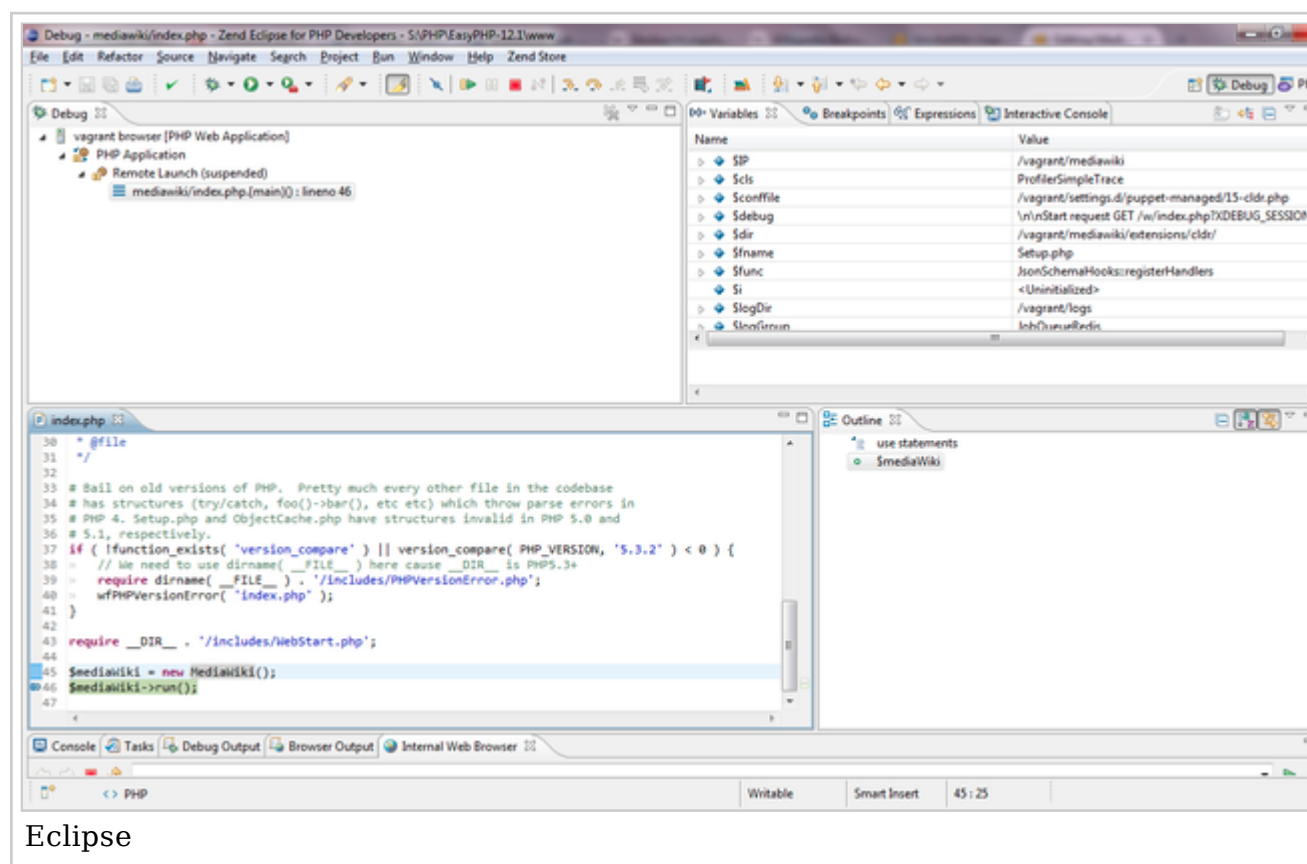 Debug - mediawiki/index.php - Zend Eclipse for PHP Developers - S:\PHP\EasyPHP-12.1\www
File Edit Refactor Source Navigate Search Project Run Window Help Zend Store
Debug
Debug
vagrant browser [PHP Web Application]
PHP Application
Remote Launch (suspended)
mediawiki/index.php.{main}() : lineno 46
Variables Breakpoints Expressions Interactive Console
Name Value
$IP /vagrant/mediawiki
$cls ProfilerSimpleTrace
$conffile /vagrant/settings.d/puppet-managed/15-cldr.php
$debug \n\nStart request GET /w/index.php?XDEBUG_SESSION
$dir /vagrant/mediawiki/extensions/cldr/
$fname Setup.php
$func JsonSchemaHooks::registerHandlers
$i <Uninitialized>
$logDir /vagrant/logs
$logGroup JobQueueRedis
index.php
30 * @file
31 */
32
33 # Bail on old versions of PHP.  Pretty much every other file in the codebase
34 # has structures (try/catch, foo()->bar(), etc etc) which throw parse errors in
35 # PHP 4. Setup.php and ObjectCache.php have structures invalid in PHP 5.0 and
36 # 5.1, respectively.
37 if ( !function_exists( 'version_compare' ) || version_compare( PHP_VERSION, '5.3.2' ) < 0 ) {
38 » // We need to use dirname( __FILE__ ) here cause __DIR__ is PHP5.3+
39 » require dirname( __FILE__ ) . '/includes/PHPVersionError.php';
40 » wfPHPVersionError( 'index.php' );
41 }
42
43 require __DIR__ . '/includes/WebStart.php';
44
45 $mediaWiki = new MediaWiki();
46 $mediaWiki->run();
47
Outline
use statements
$mediaWiki
Console Tasks Debug Output Browser Output Internal Web Browser
<> PHP Writable Smart Insert 45 : 25
Eclipse